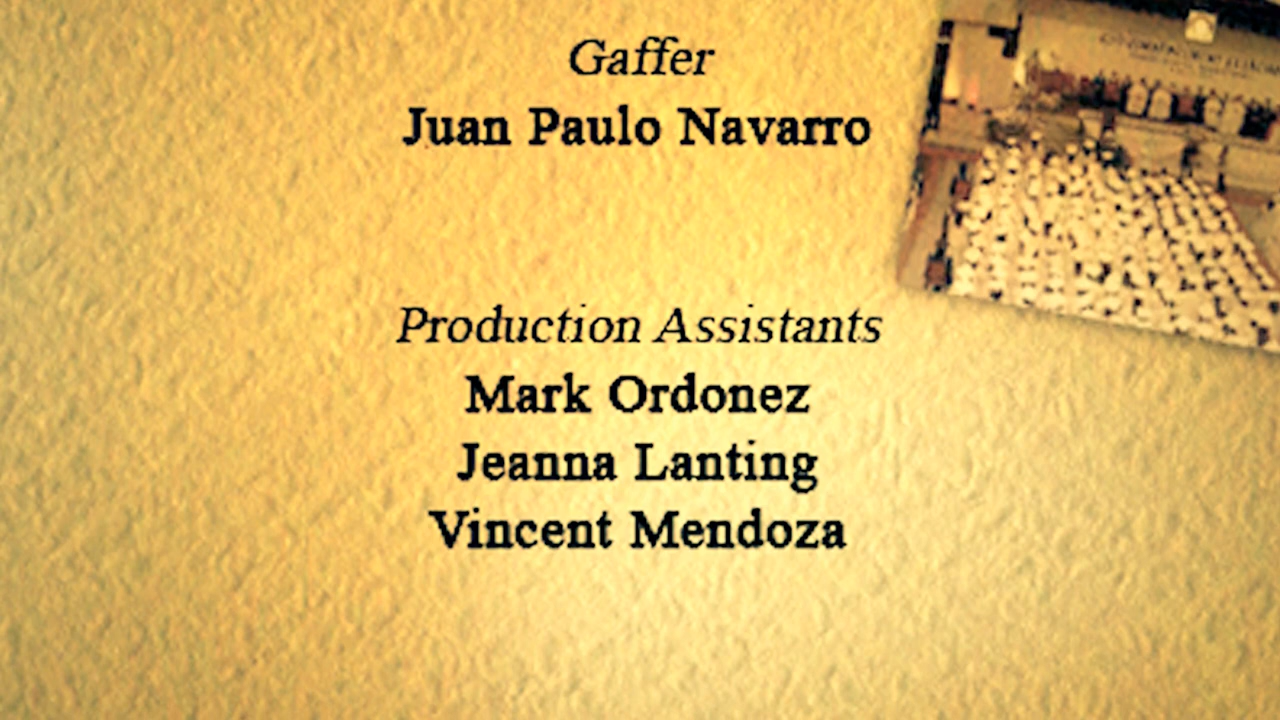 Gaffer
Juan Paulo Navarro
Production Assistants
Mark Ordonez
Jeanna Lanting
Vincent Mendoza